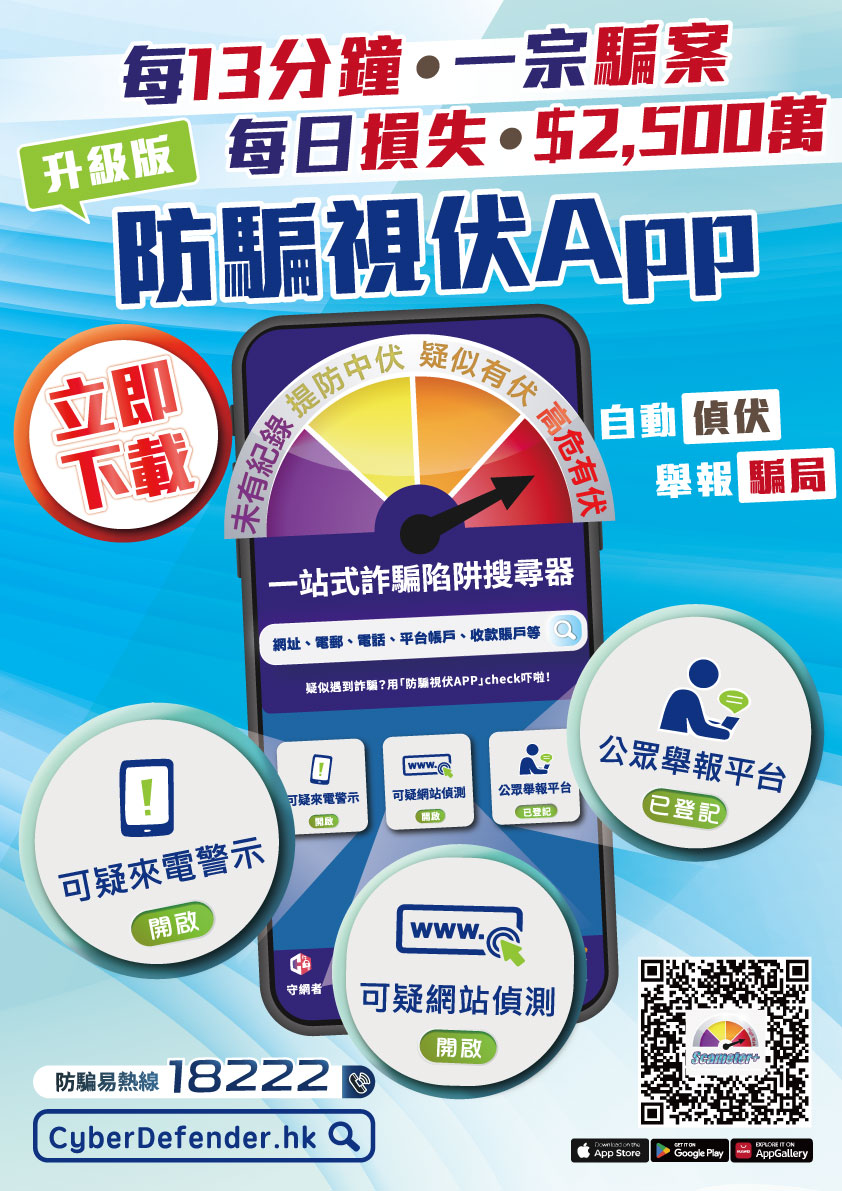 每13分鐘•一宗騙案
每日損失•$2,500萬
升級版
防騙視伏App
立即
下載
未有紀錄
提防中伏
疑似有伏
高危有伏
自動偵伏
舉報騙局
一站式詐騙陷阱搜尋器
網址、電郵、電話、平台帳戶、收款賬戶等
疑似遇到詐騙?用「防騙視伏APP」check吓啦!
可疑來電警示
開啟
可疑網站偵測
開啟
公眾舉報平台
已登記
www.
公眾舉報平台
已登記
可疑來電警示
開啟
www.
可疑網站偵測
開啟
守網者
Scameter+
防騙易熱線 18222
CyberDefender.hk
Download on the
App Store
GET IT ON
Google Play
HUAWEI
EXPLORE IT ON
AppGallery